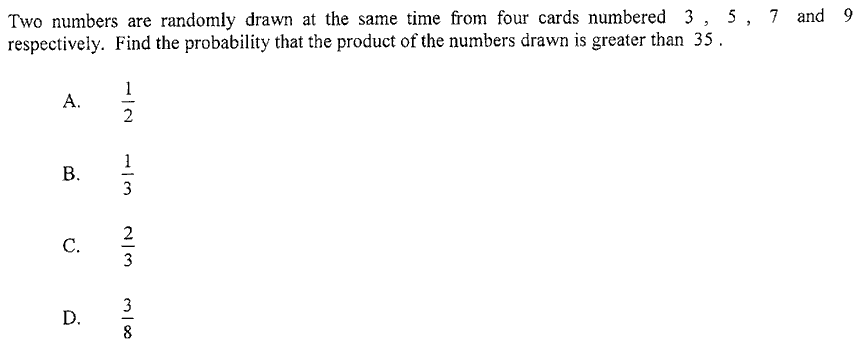 Two numbers are randomly drawn at the same time from four cards numbered 3 , 5 , 7 and 9
respectively. Find the probability that the product of the numbers drawn is greater than 35 .
A. 1/2
B. 1/3
C. 2/3
D. 3/8